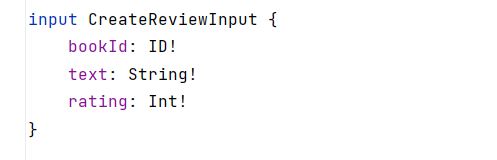 input CreateReviewInput {
    bookId: ID!
    text: String!
    rating: Int!
}